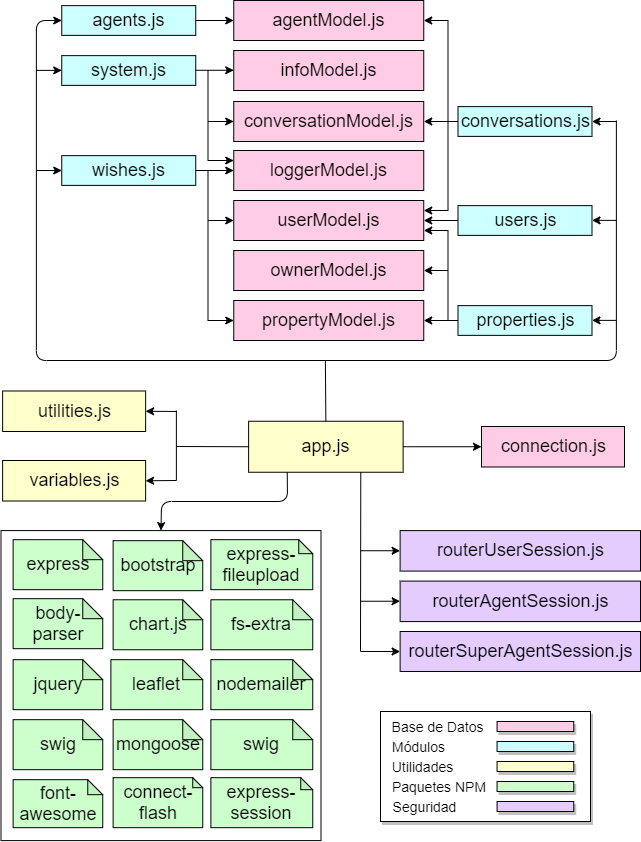 agents.js
agentModel.js
system.js
infoModel.js
conversationModel.js
conversations.js
wishes.js
loggerModel.js
userModel.js
users.js
ownerModel.js
propertyModel.js
properties.js
utilities.js
app.js
connection.js
variables.js
express
bootstrap
express-
fileupload
body-
parser
chart.js
fs-extra
jquery
leaflet
nodemailer
swig
mongoose
swig
font-
awesome
connect-
flash
express-
session
routerUserSession.js
routerAgentSession.js
routerSuperAgentSession.js
Base de Datos
Módulos
Utilidades
Paquetes NPM
Seguridad